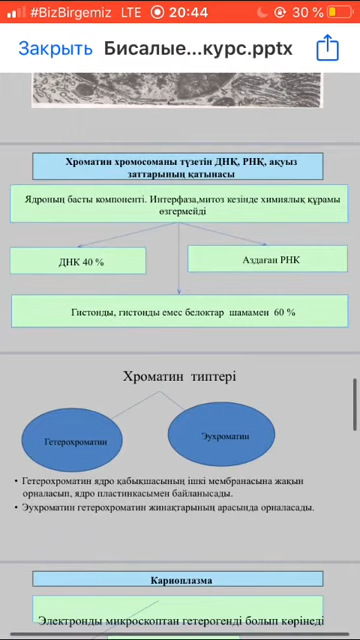 #BizBirgemiz LTE 20:44 30 %
Закрыть Бисалые...курс.pptx
Хроматин хромосоманы түзетін ДНҚ, РНҚ, ақуыз
заттарының қатынасы
Ядроның басты компоненті. Интерфаза,митоз кезінде химиялық құрамы
өзгермейді
ДНК 40 %
Аздаған РНК
Гистонды, гистонды емес белоктар шамамен 60 %
Хроматин типтері
Гетерохроматин
Эухроматин
• Гетерохроматин ядро қабықшасының ішкі мембранасына жақын
орналасып, ядро пластинкасымен байланысады.
• Эухроматин гетерохроматин жинақтарының арасында орналасады.
Кариоплазма
Электронды микроскоптан гетерогенді болып көрінеді